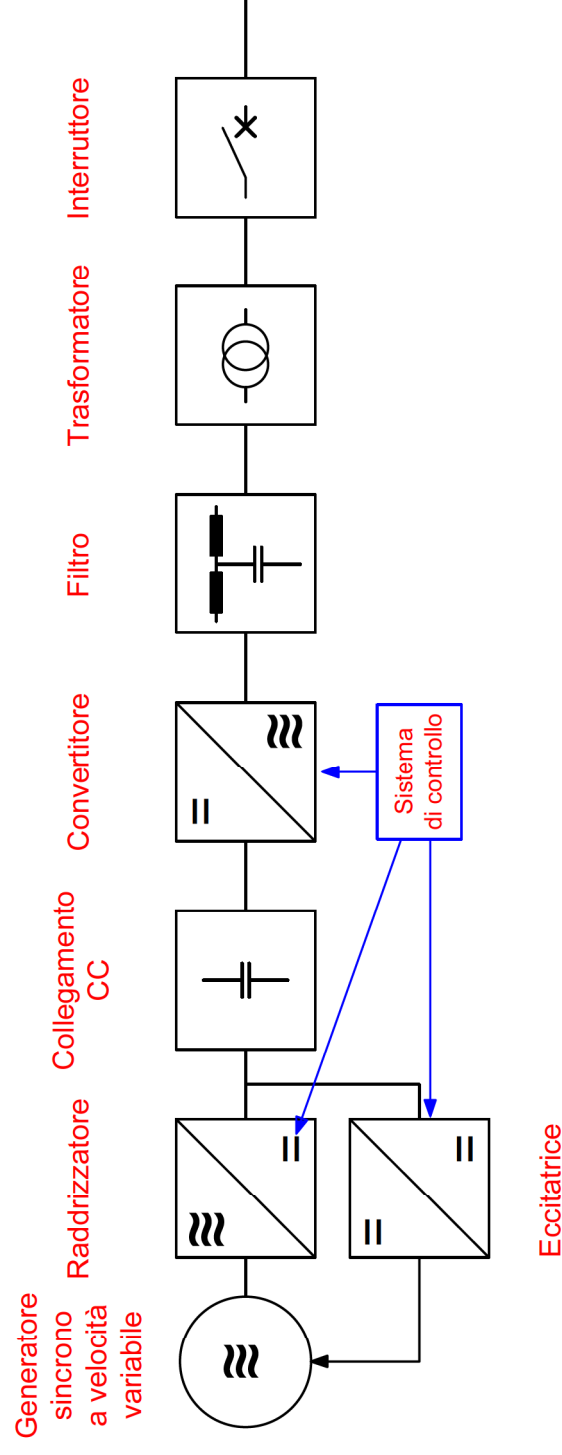 Generatore
sincrono
a velocità
variabile
Raddrizzatore
Collegamento
CC
Convertitore
Filtro
Trasformatore
Interruttore
Sistema
di controllo
Eccitatrice